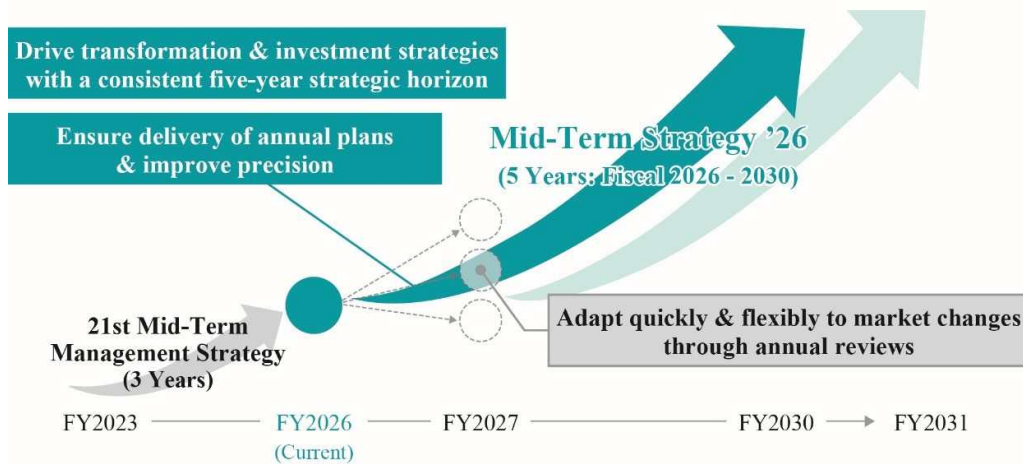 Drive transformation & investment strategies
with a consistent five-year strategic horizon
Ensure delivery of annual plans
& improve precision
Mid-Term Strategy ’26
(5 Years: Fiscal 2026 - 2030)
21st Mid-Term
Management Strategy
(3 Years)
Adapt quickly & flexibly to market changes
through annual reviews
FY2023
FY2026
(Current)
FY2027
FY2030
FY2031